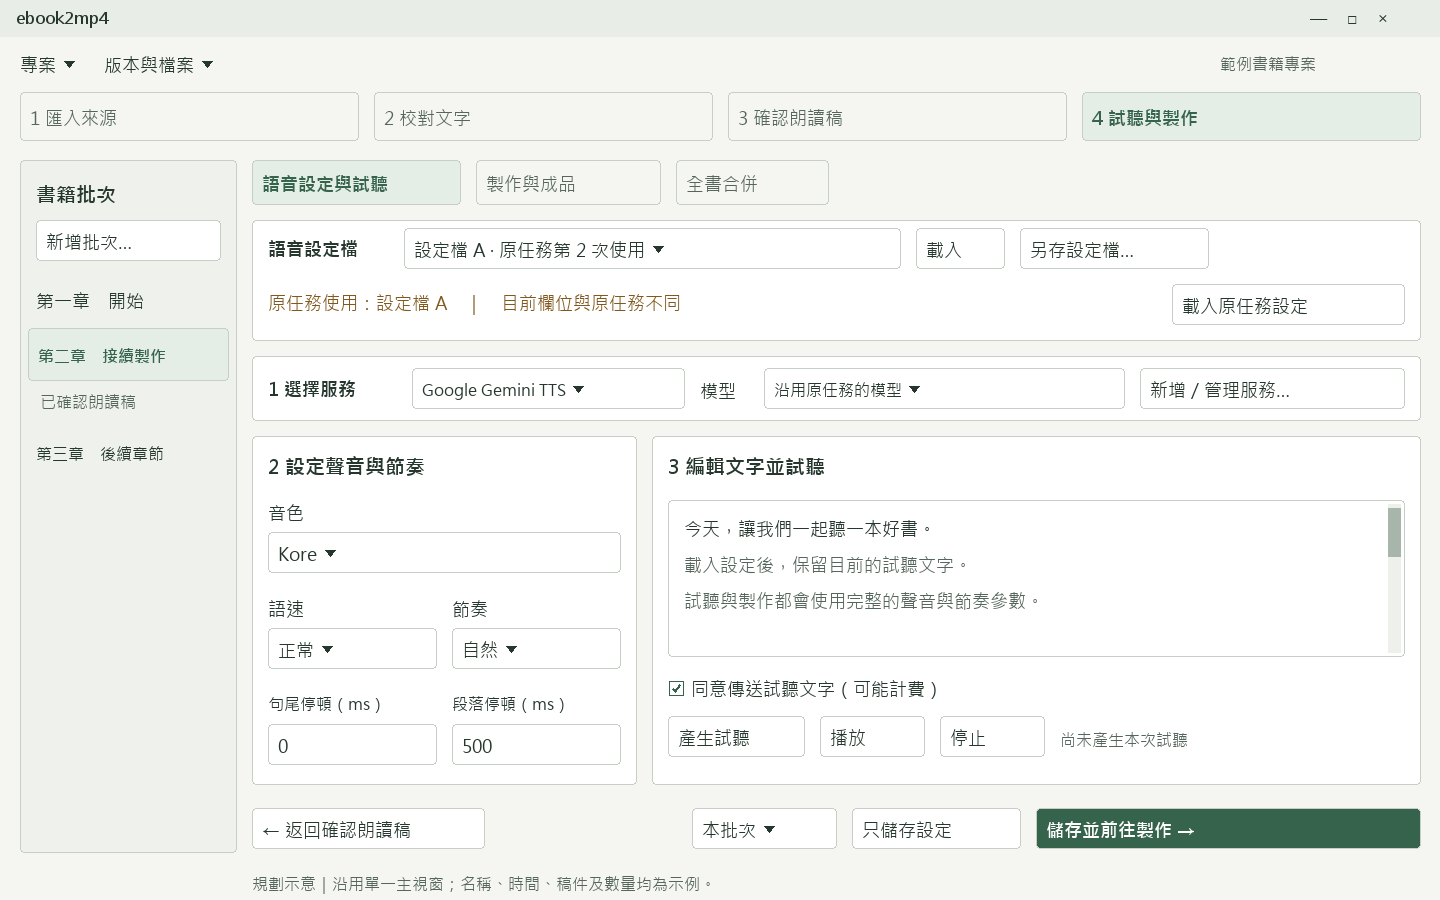 ebook2mp4
專案 ▼ 版本與檔案 ▼ 範例書籍專案
1 匯入來源 2 校對文字 3 確認朗讀稿 4 試聽與製作
書籍批次
新增批次...
第一章 開始
第二章 接續製作
已確認朗讀稿
第三章 後續章節
語音設定與試聽 製作與成品 全書合併
語音設定檔 設定檔 A · 原任務第 2 次使用 ▼ 載入 另存設定檔...
原任務使用：設定檔 A | 目前欄位與原任務不同 載入原任務設定
1 選擇服務 Google Gemini TTS ▼ 模型 沿用原任務的模型 ▼ 新增 / 管理服務...
2 設定聲音與節奏
音色
Kore ▼
語速 節奏
正常 ▼ 自然 ▼
句尾停頓（ms） 段落停頓（ms）
0 500
3 編輯文字並試聽
今天，讓我們一起聽一本好書。
載入設定後，保留目前的試聽文字。
試聽與製作都會使用完整的聲音與節奏參數。
同意傳送試聽文字（可能計費）
產生試聽 播放 停止 尚未產生本次試聽
← 返回確認朗讀稿 本批次 ▼ 只儲存設定 儲存並前往製作 →
規劃示意｜沿用單一主視窗；名稱、時間、稿件及數量均為示例。